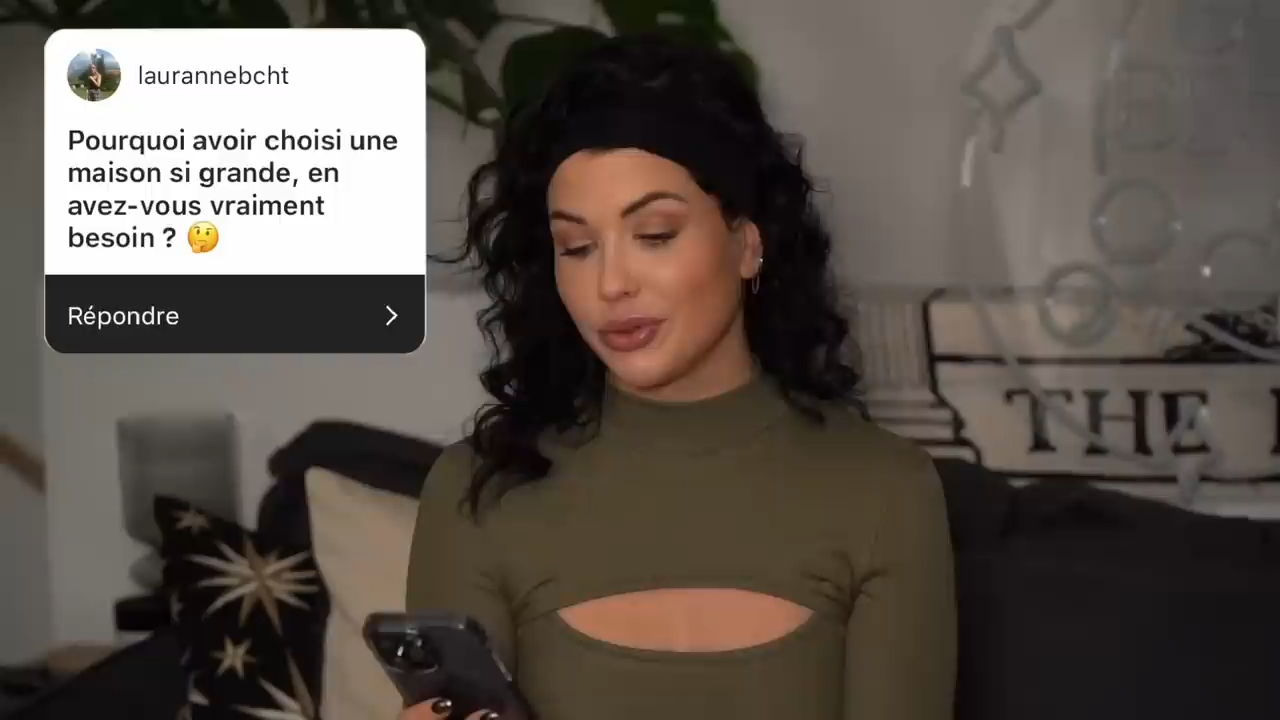 laurannebcht
Pourquoi avoir choisi une
maison si grande, en
avez-vous vraiment
besoin ? 🤔
Répondre
THE